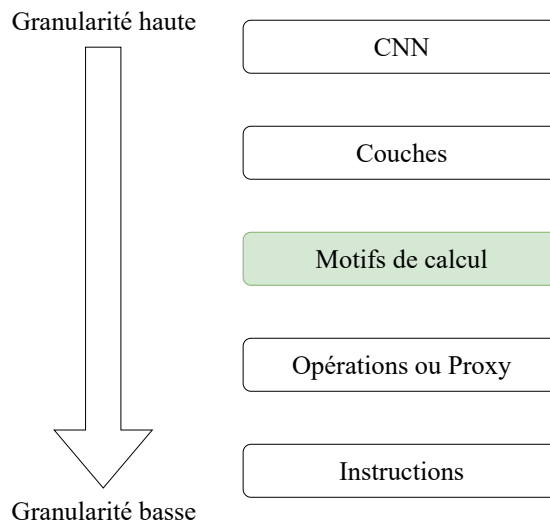 Granularité haute
CNN
Couches
Motifs de calcul
Opérations ou Proxy
Instructions
Granularité basse